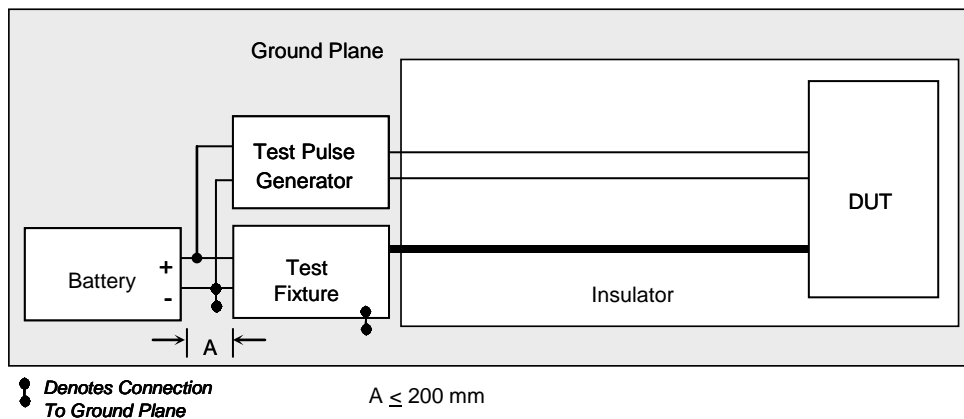 Ground Plane
Test Pulse
Generator
DUT
Battery
+
-
Test
Fixture
Insulator
A
Denotes Connection
To Ground Plane
A ≤ 200 mm